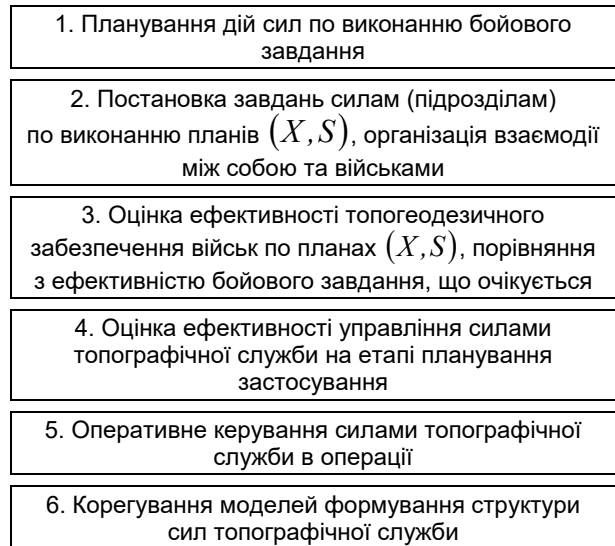 1. Планування дій сил по виконанню бойового
завдання
2. Постановка завдань силам (підрозділам)
по виконанню планів (X,S), організація взаємодії
між собою та військами
3. Оцінка ефективності топогеодезичного
забезпечення військ по планах (X,S), порівняння
з ефективністю бойового завдання, що очікується
4. Оцінка ефективності управління силами
топографічної служби на етапі планування
застосування
5. Оперативне керування силами топографічної
служби в операції
6. Корегування моделей формування структури
сил топографічної служби